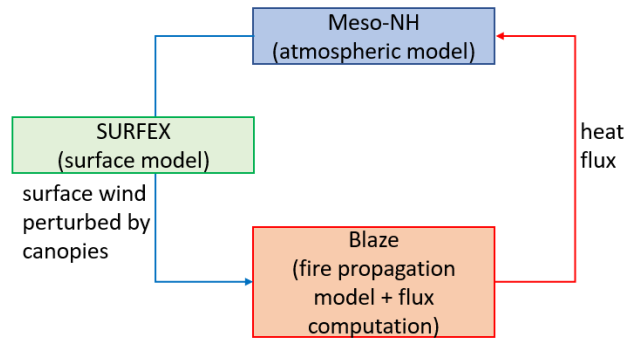 Meso-NH
(atmospheric model)
SURFEX
(surface model)
heat
flux
surface wind
perturbed by
canopies
Blaze
(fire propagation
model + flux
computation)